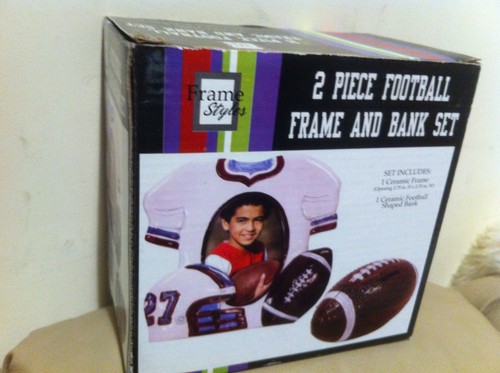 Frame
Styles
2 PIECE FOOTBALL
FRAME AND BANK SET
SET INCLUDES:
1 Ceramic Frame
1 Ceramic Football
Shaped Bank
27